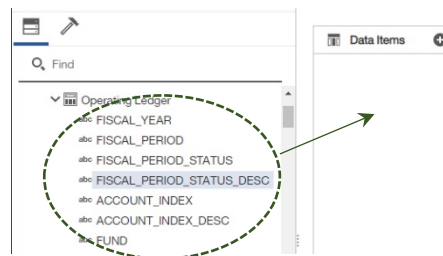 Data Items
Find
Operating Ledger
abc FISCAL_YEAR
abc FISCAL_PERIOD
abc FISCAL_PERIOD_STATUS
abc FISCAL_PERIOD_STATUS_DESC
abc ACCOUNT_INDEX
abc ACCOUNT_INDEX_DESC
abc FUND